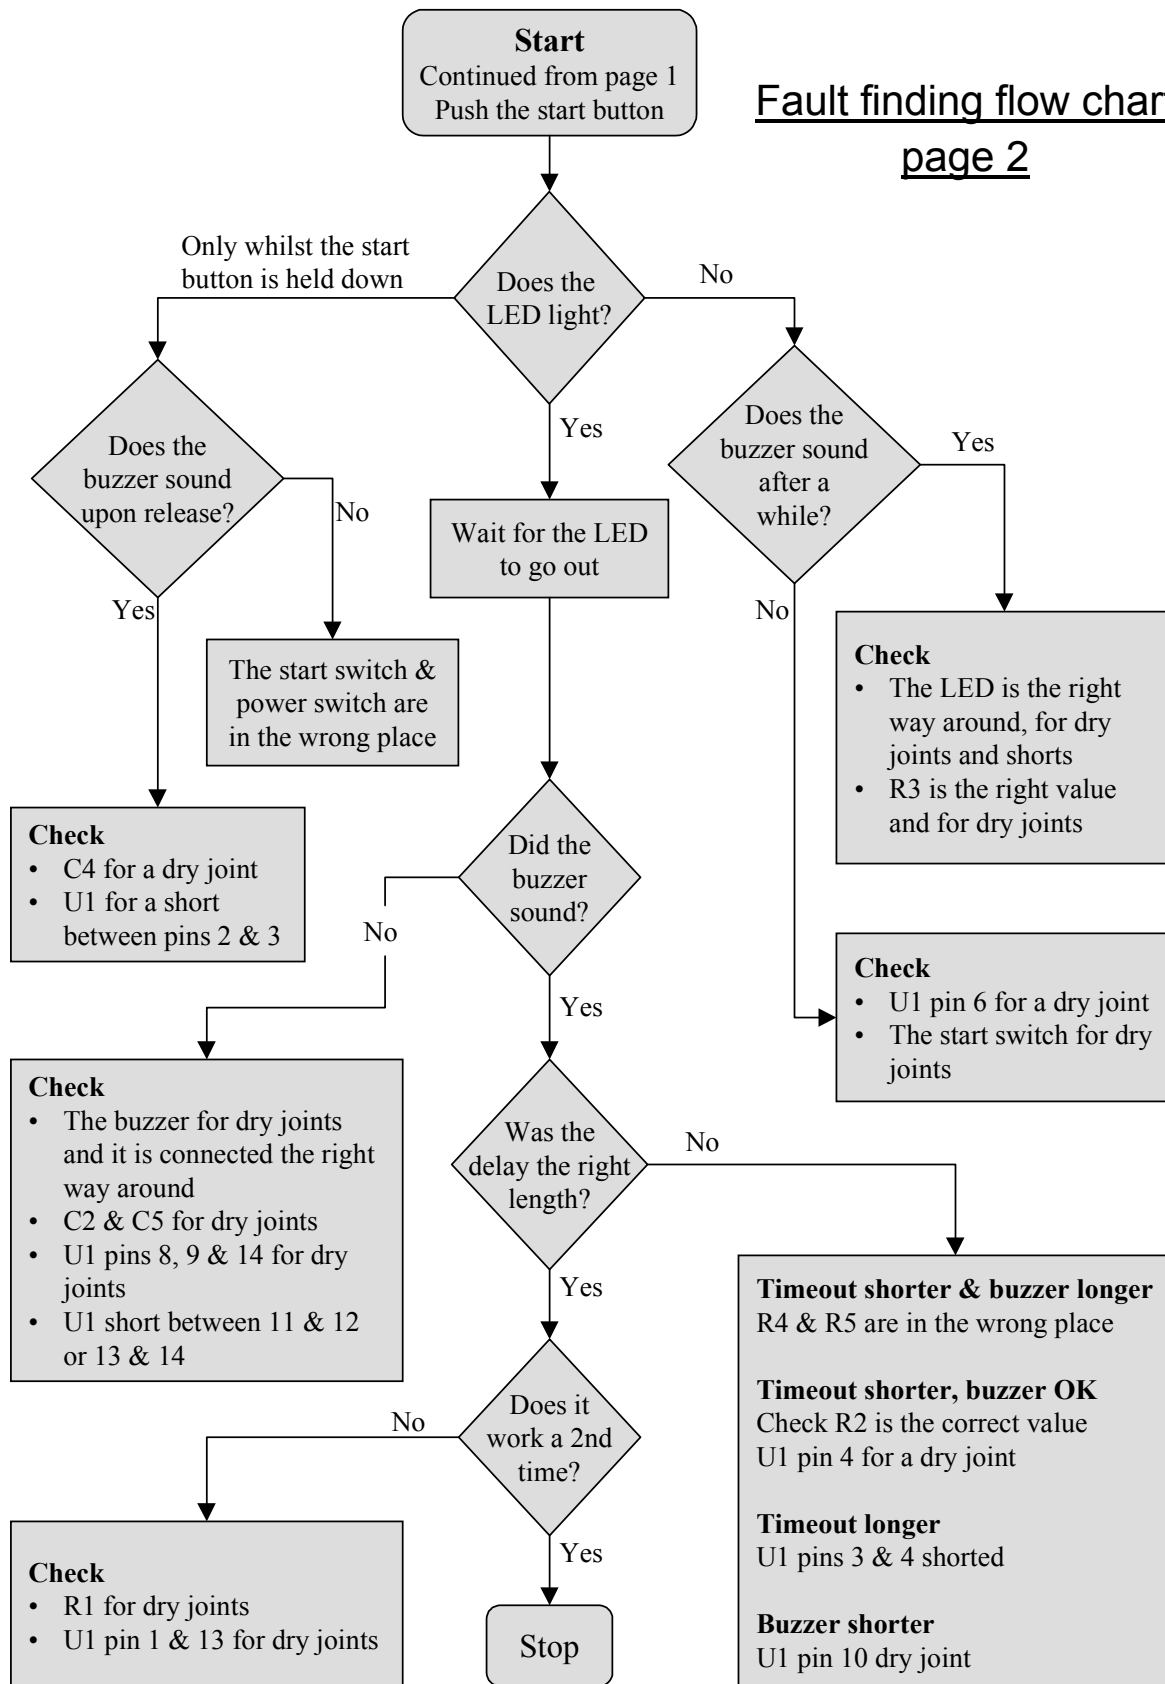 Start
Continued from page 1
Push the start button
Fault finding flow chart
page 2
Only whilst the start
button is held down
Does the
LED light?
No
Yes
Does the
buzzer sound
upon release?
No
Yes
Wait for the LED
to go out
Does the
buzzer sound
after a
while?
Yes
No
The start switch &
power switch are
in the wrong place
Check
• The LED is the right
way around, for dry
joints and shorts
• R3 is the right value
and for dry joints
Check
• C4 for a dry joint
• U1 for a short
between pins 2 & 3
Did the
buzzer
sound?
No
Yes
Check
• U1 pin 6 for a dry joint
• The start switch for dry
joints
Check
• The buzzer for dry joints
and it is connected the right
way around
• C2 & C5 for dry joints
• U1 pins 8, 9 & 14 for dry
joints
• U1 short between 11 & 12
or 13 & 14
Was the
delay the right
length?
No
Yes
Timeout shorter & buzzer longer
R4 & R5 are in the wrong place
Timeout shorter, buzzer OK
Check R2 is the correct value
U1 pin 4 for a dry joint
Timeout longer
U1 pins 3 & 4 shorted
Buzzer shorter
U1 pin 10 dry joint
Does it
work a 2nd
time?
No
Yes
Check
• R1 for dry joints
• U1 pin 1 & 13 for dry joints
Stop